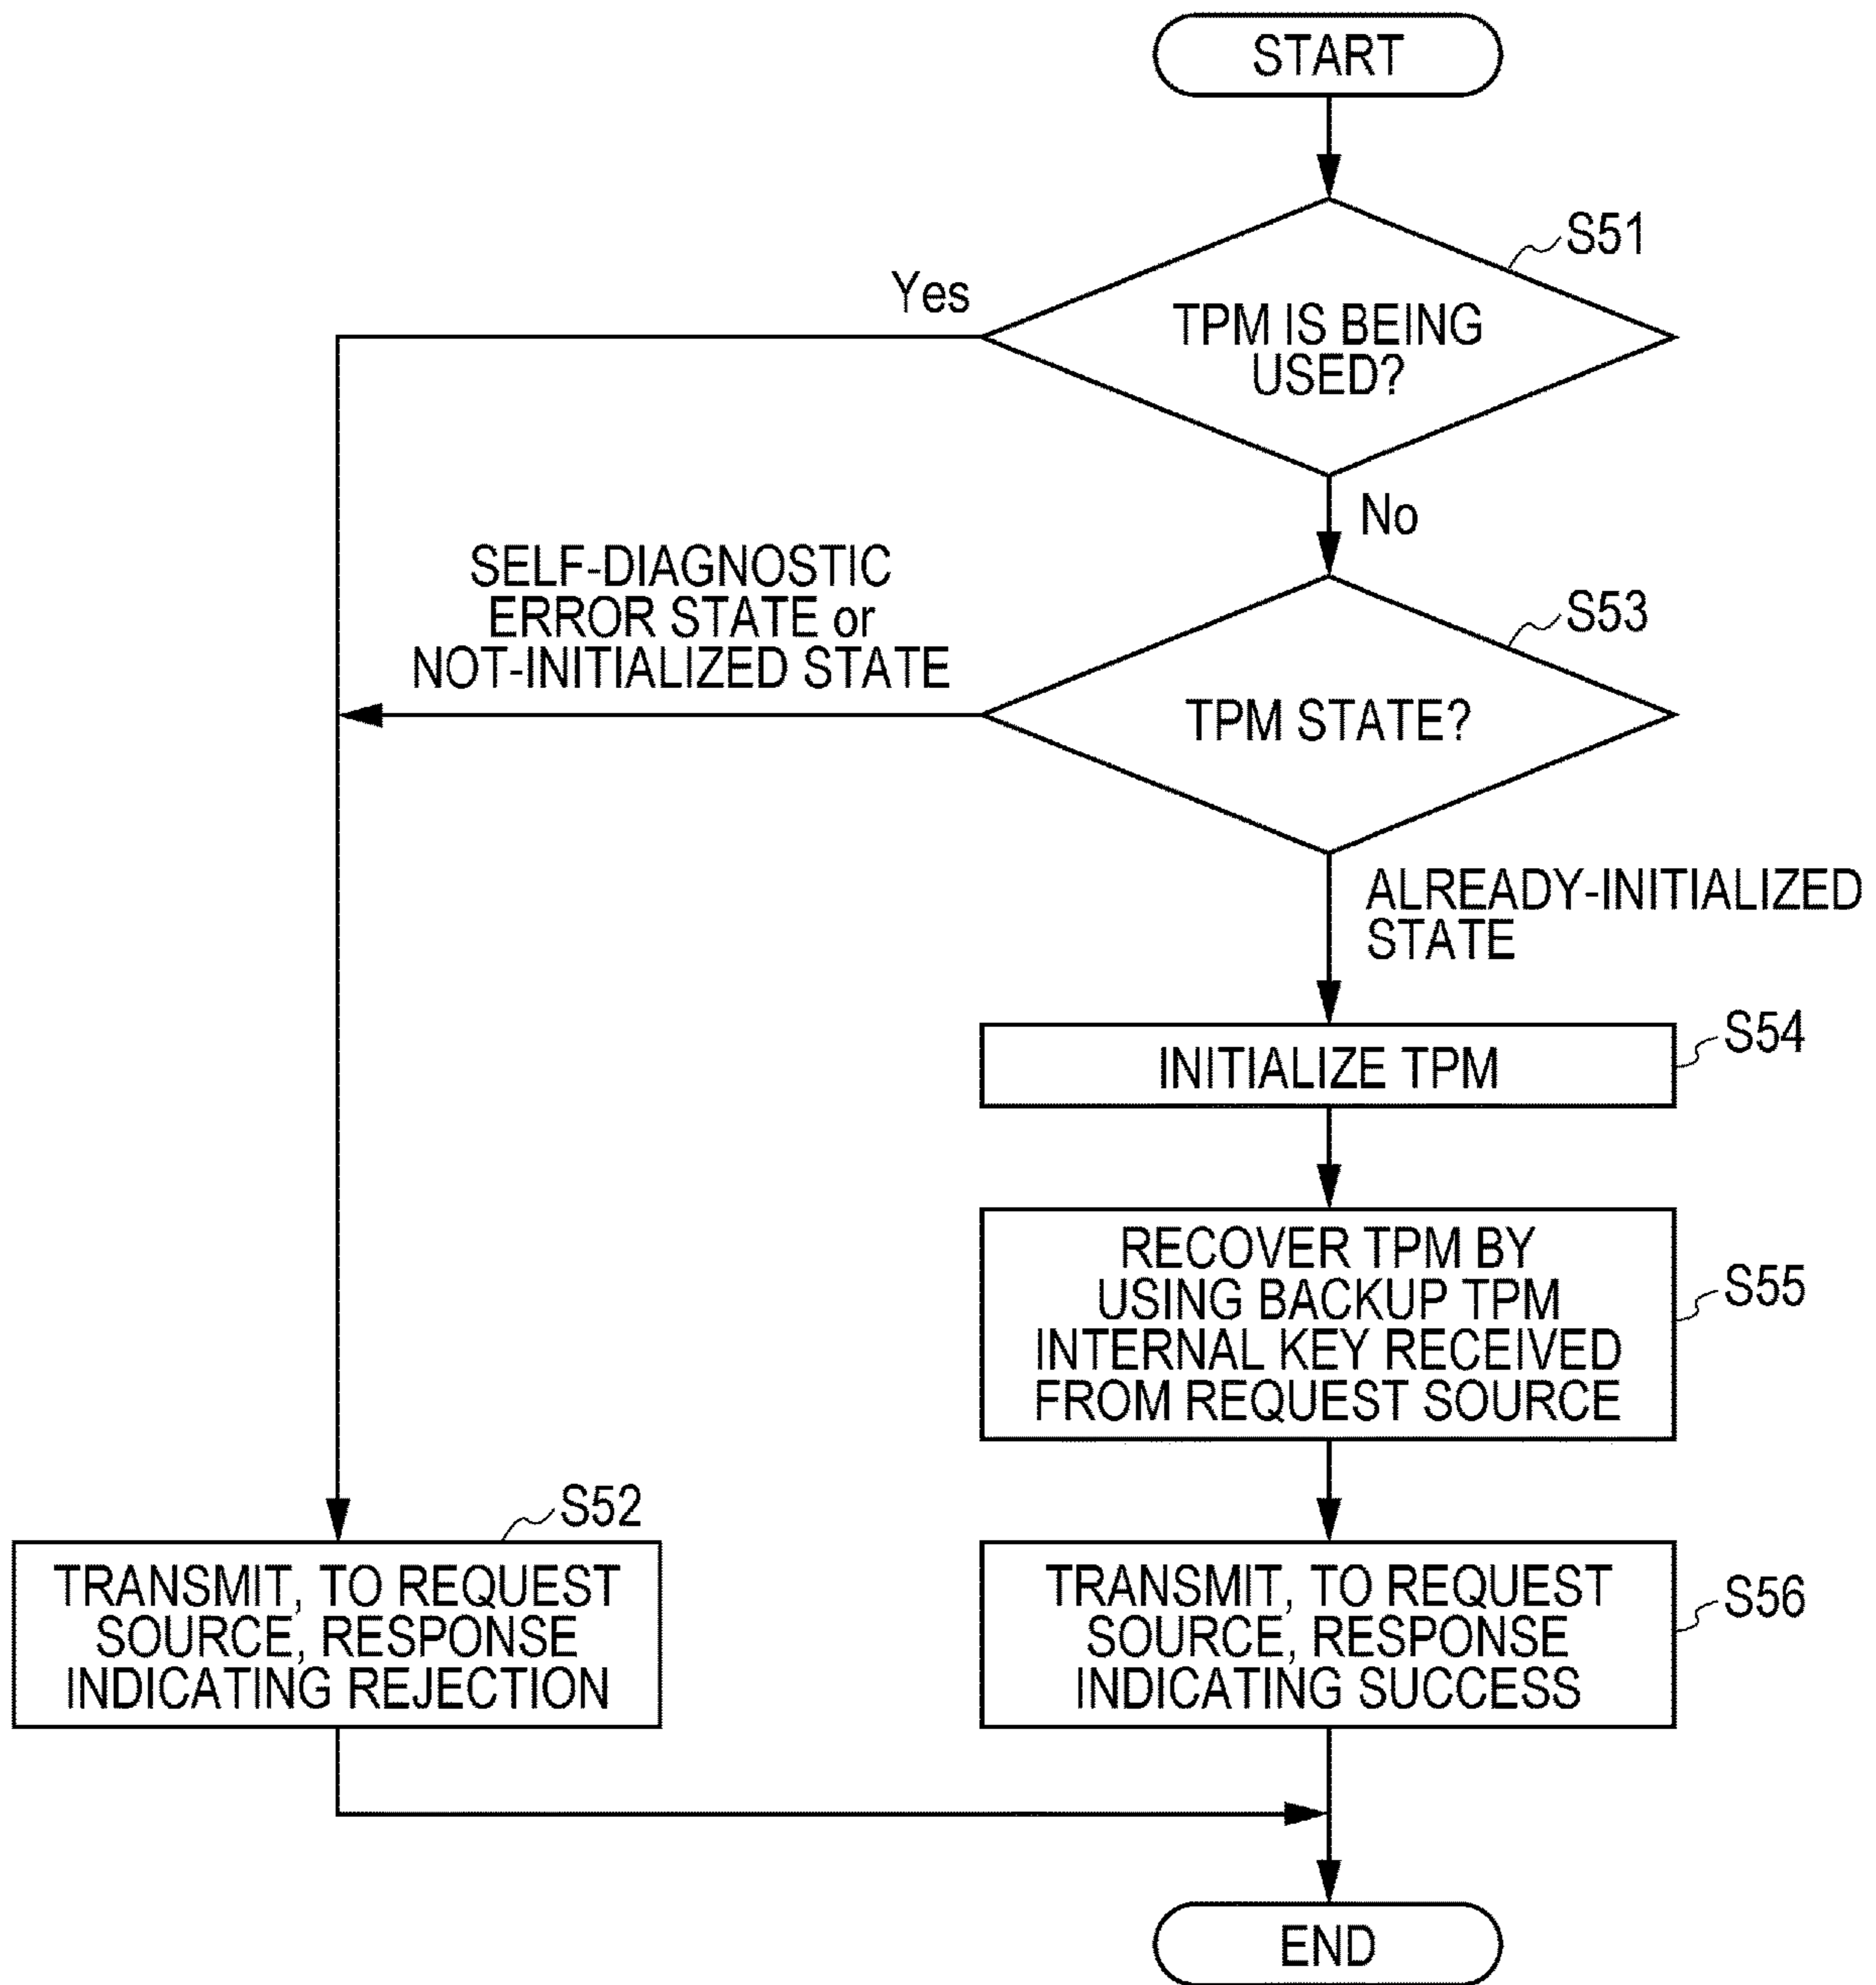 START
S51
Yes
TPM IS BEING
USED?
No
SELF-DIAGNOSTIC
ERROR STATE or
NOT-INITIALIZED STATE
S53
TPM STATE?
ALREADY-INITIALIZED
STATE
S54
INITIALIZE TPM
RECOVER TPM BY
USING BACKUP TPM
INTERNAL KEY RECEIVED
FROM REQUEST SOURCE
S55
S52
TRANSMIT, TO REQUEST
SOURCE, RESPONSE
INDICATING REJECTION
TRANSMIT, TO REQUEST
SOURCE, RESPONSE
INDICATING SUCCESS
S56
END